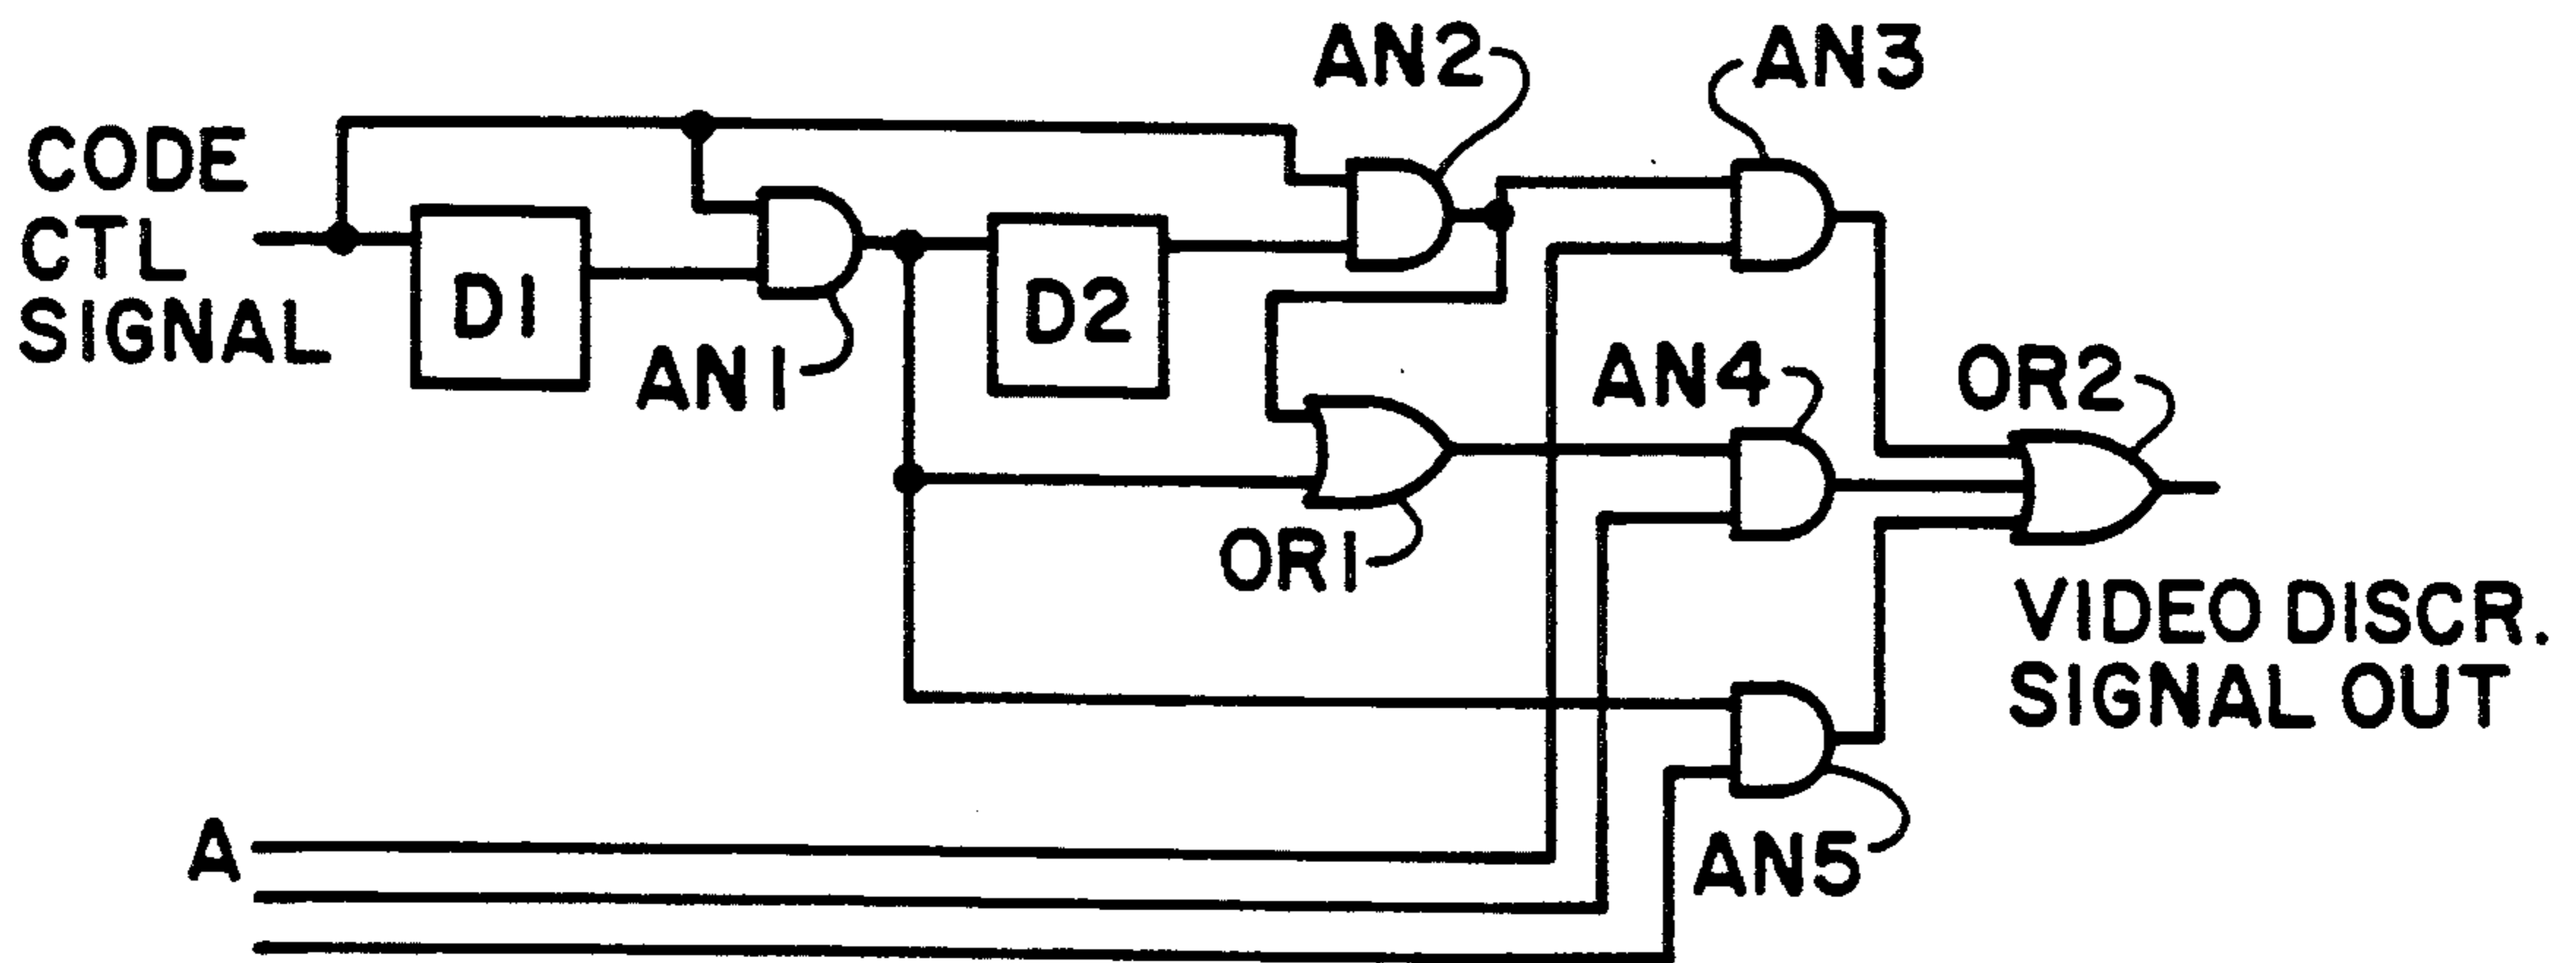 CODE
CTL
SIGNAL
D1
AN1
D2
AN2
AN3
OR1
AN4
OR2
AN5
VIDEO DISCR.
SIGNAL OUT
A